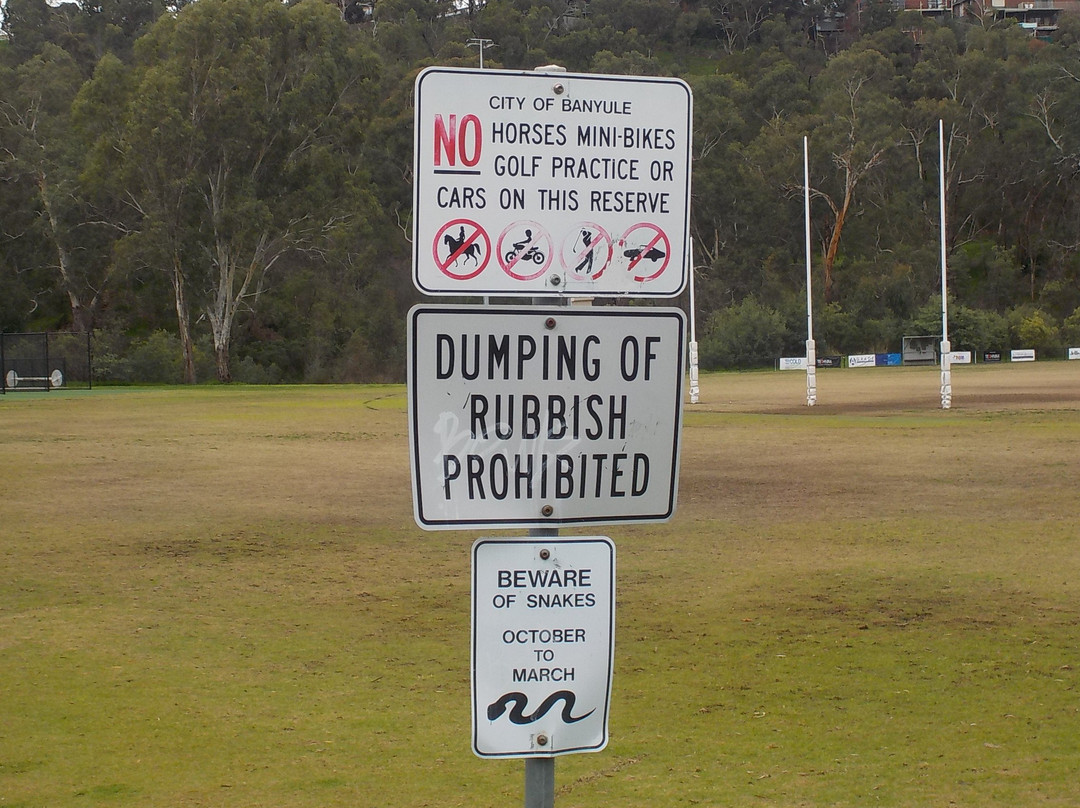 CITY OF BANYULE
NO HORSES MINI-BIKES
GOLF PRACTICE OR
CARS ON THIS RESERVE
DUMPING OF
RUBBISH
PROHIBITED
BEWARE
OF SNAKES
OCTOBER
TO
MARCH